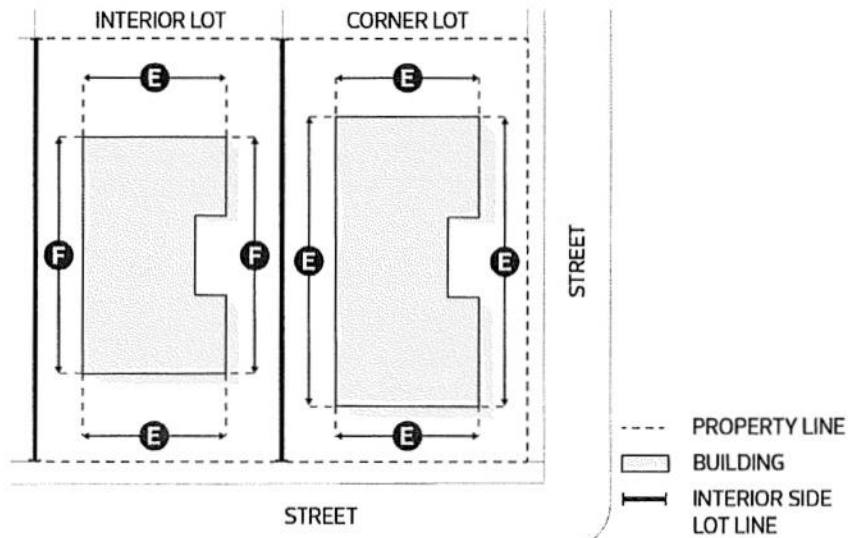 INTERIOR LOT
CORNER LOT
E
E
F
F
E
E
E
E
STREET
STREET
PROPERTY LINE
BUILDING
INTERIOR SIDE
LOT LINE